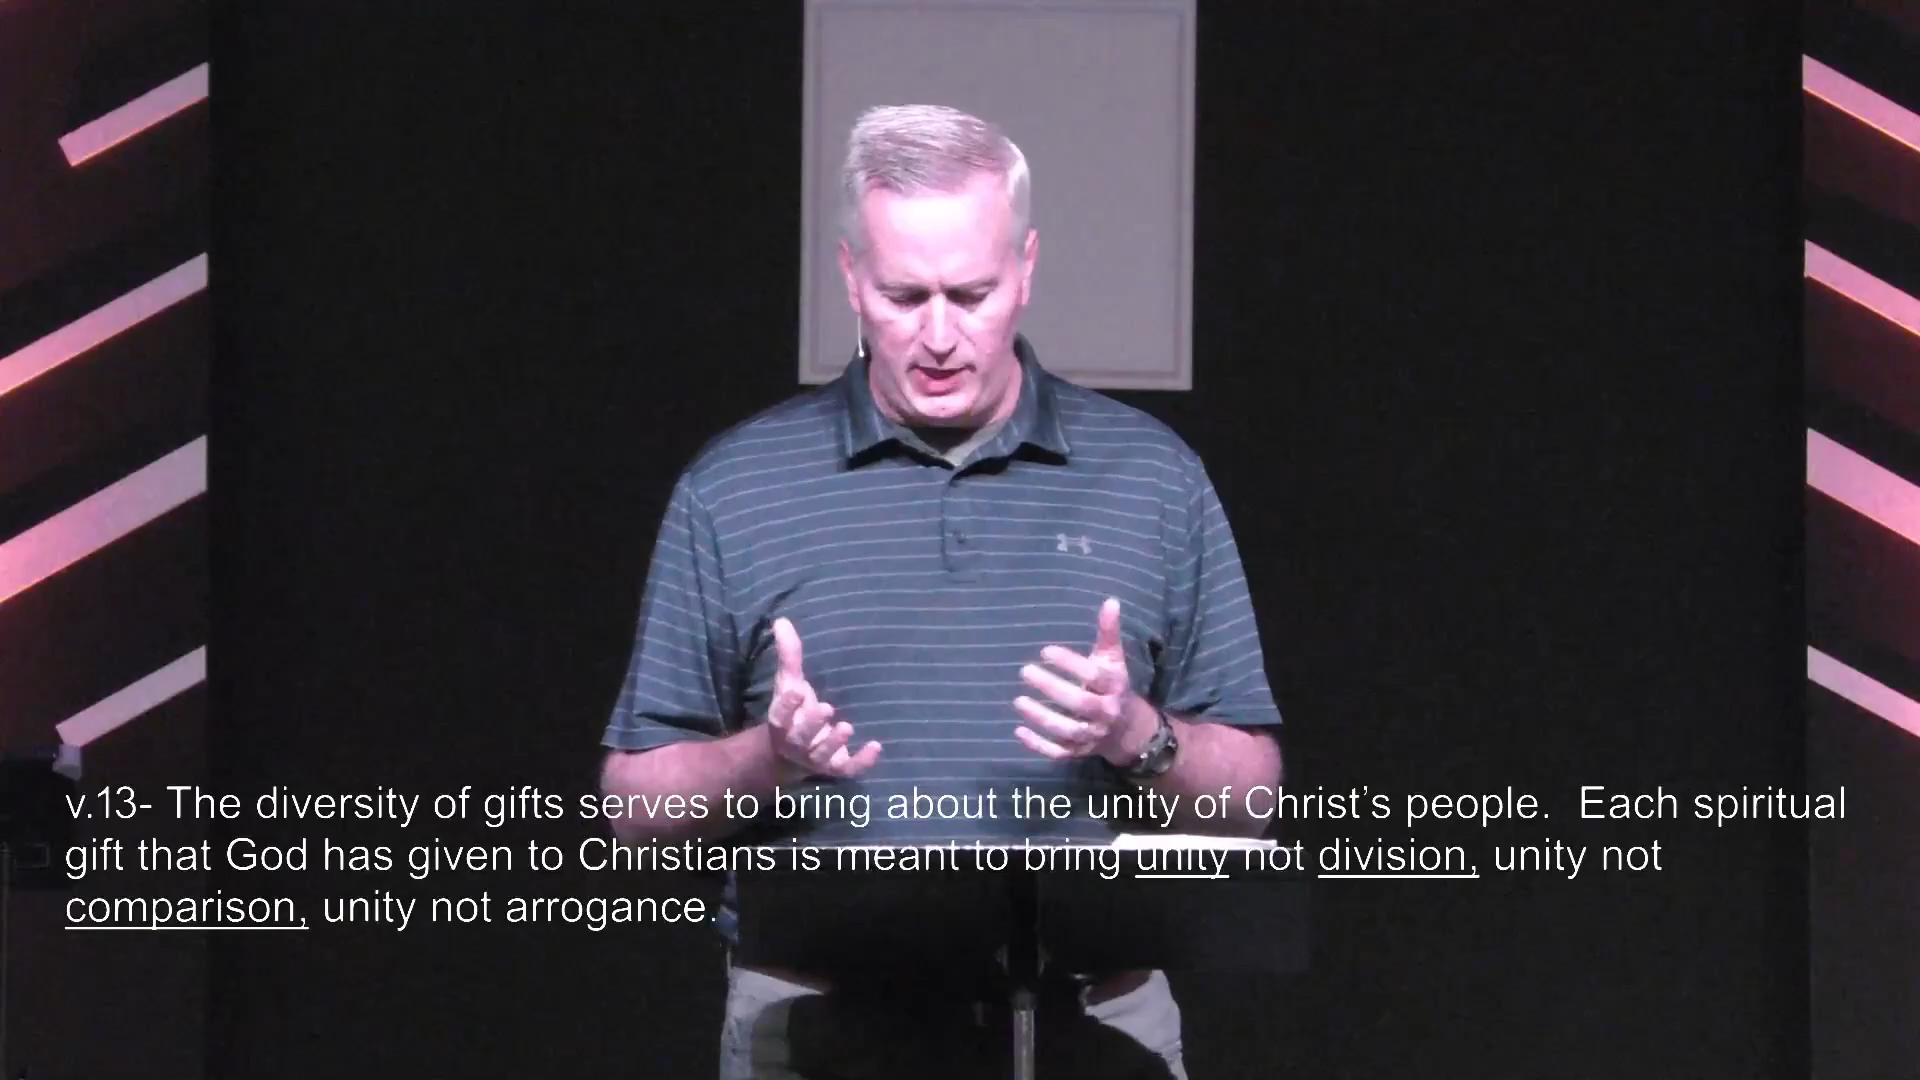 v.13- The diversity of gifts serves to bring about the unity of Christ’s people.  Each spiritual
gift that God has given to Christians is meant to bring unity not division, unity not
comparison, unity not arrogance.